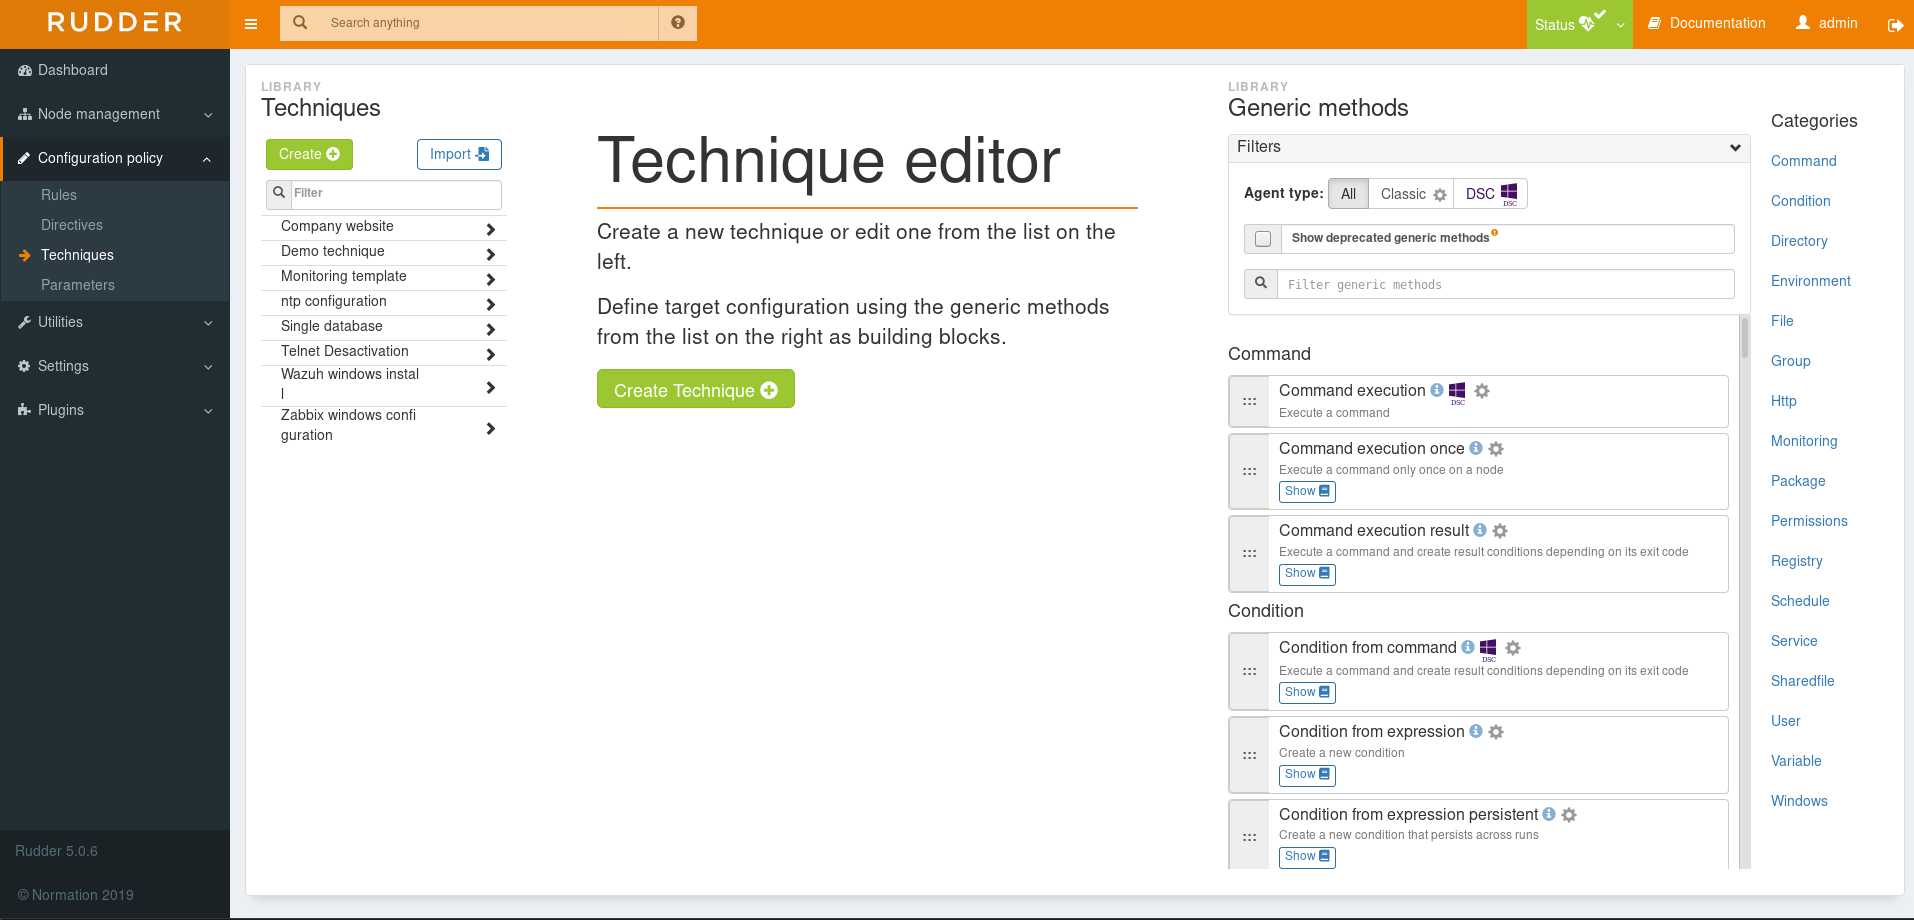 RUDDER
Search anything
Status
Documentation
admin
Dashboard
Node management
Configuration policy
Rules
Directives
Techniques
Parameters
Utilities
Settings
Plugins
Rudder 5.0.6
© Normation 2019
LIBRARY
Techniques
Create
Import
Filter
Company website
Demo technique
Monitoring template
ntp configuration
Single database
Telnet Desactivation
Wazuh windows instal
l
Zabbix windows confi
guration
Technique editor
Create a new technique or edit one from the list on the
left.
Define target configuration using the generic methods
from the list on the right as building blocks.
Create Technique
LIBRARY
Generic methods
Filters
Agent type: All Classic DSC DSC
Show deprecated generic methods
Filter generic methods
Command
Command execution DSC
Execute a command
Command execution once
Execute a command only once on a node
Show
Command execution result
Execute a command and create result conditions depending on its exit code
Show
Condition
Condition from command DSC
Execute a command and create result conditions depending on its exit code
Show
Condition from expression
Create a new condition
Show
Condition from expression persistent
Create a new condition that persists across runs
Show
Categories
Command
Condition
Directory
Environment
File
Group
Http
Monitoring
Package
Permissions
Registry
Schedule
Service
Sharedfile
User
Variable
Windows